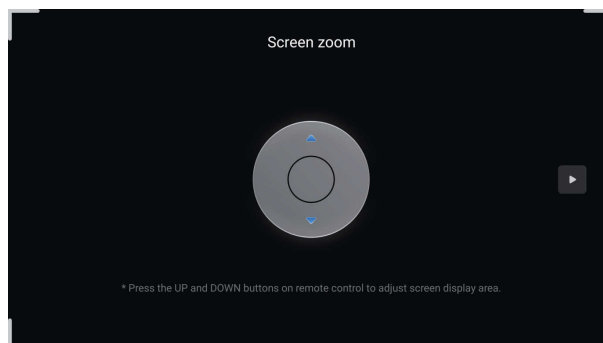 Screen zoom
* Press the UP and DOWN buttons on remote control to adjust screen display area.